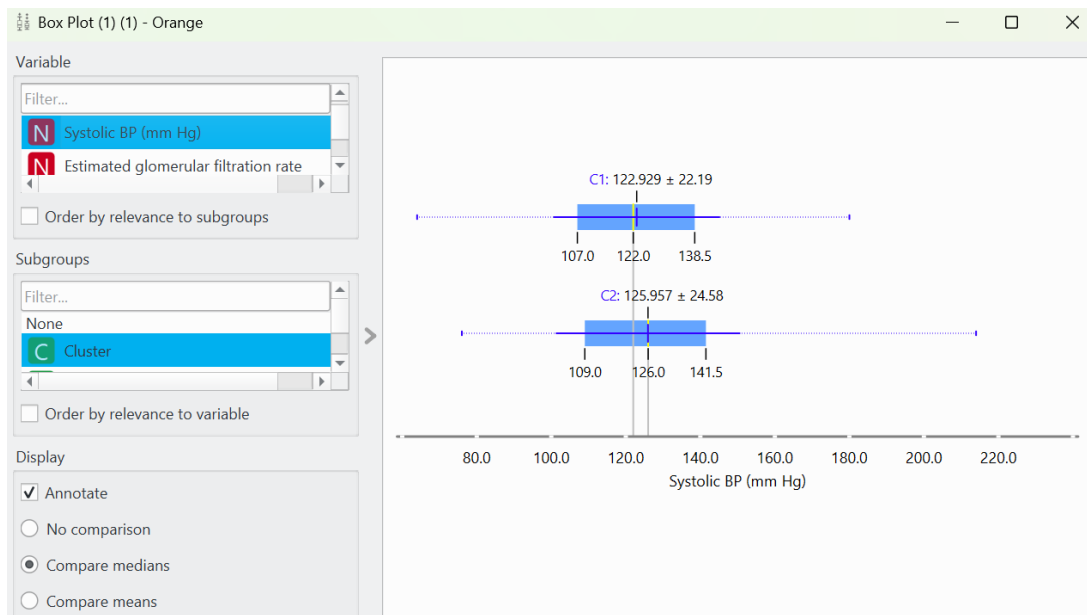 Box Plot (1) (1) - Orange
Variable
Filter...
N Systolic BP (mm Hg)
N Estimated glomerular filtration rate
Order by relevance to subgroups
Subgroups
Filter...
None
C Cluster
Order by relevance to variable
Display
Annotate
No comparison
Compare medians
Compare means
C1: 122.929 ± 22.19
107.0 122.0 138.5
C2: 125.957 ± 24.58
109.0 126.0 141.5
80.0 100.0 120.0 140.0 160.0 180.0 200.0 220.0
Systolic BP (mm Hg)